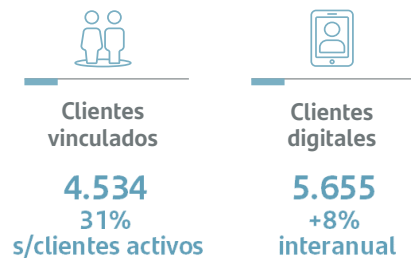 Clientes
vinculados
4.534
31%
s/clientes activos
Clientes
digitales
5.655
+8%
interanual